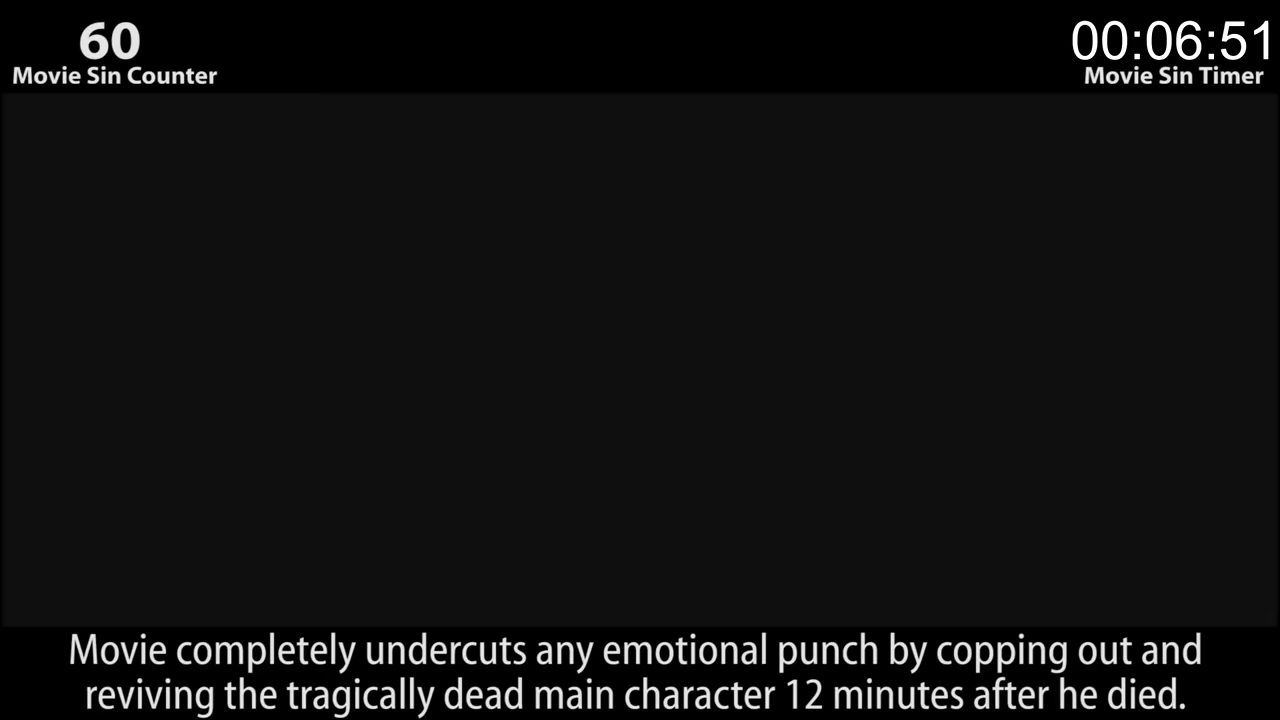 60
Movie Sin Counter
00:06:51
Movie Sin Timer
Movie completely undercuts any emotional punch by copping out and
reviving the tragically dead main character 12 minutes after he died.